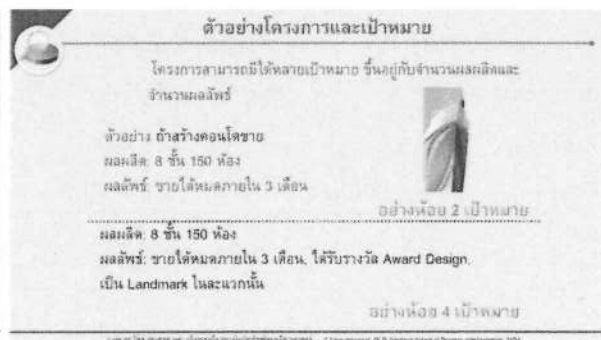 ตัวอย่างโครงการและเป้าหมาย
โครงการสามารถมีได้หลายเป้าหมาย ขึ้นอยู่กับจำนวนผลผลิตและ
จำนวนผลลัพธ์
ตัวอย่าง ถ้าสร้างคอนโดขาย
ผลผลิต: 8 ชั้น 150 ห้อง
ผลลัพธ์: ขายได้หมดภายใน 3 เดือน
อย่างน้อย 2 เป้าหมาย
ผลผลิต: 8 ชั้น 150 ห้อง
ผลลัพธ์: ขายได้หมดภายใน 3 เดือน, ได้รับรางวัล Award Design,
เป็น Landmark ในละแวกนั้น
อย่างน้อย 4 เป้าหมาย